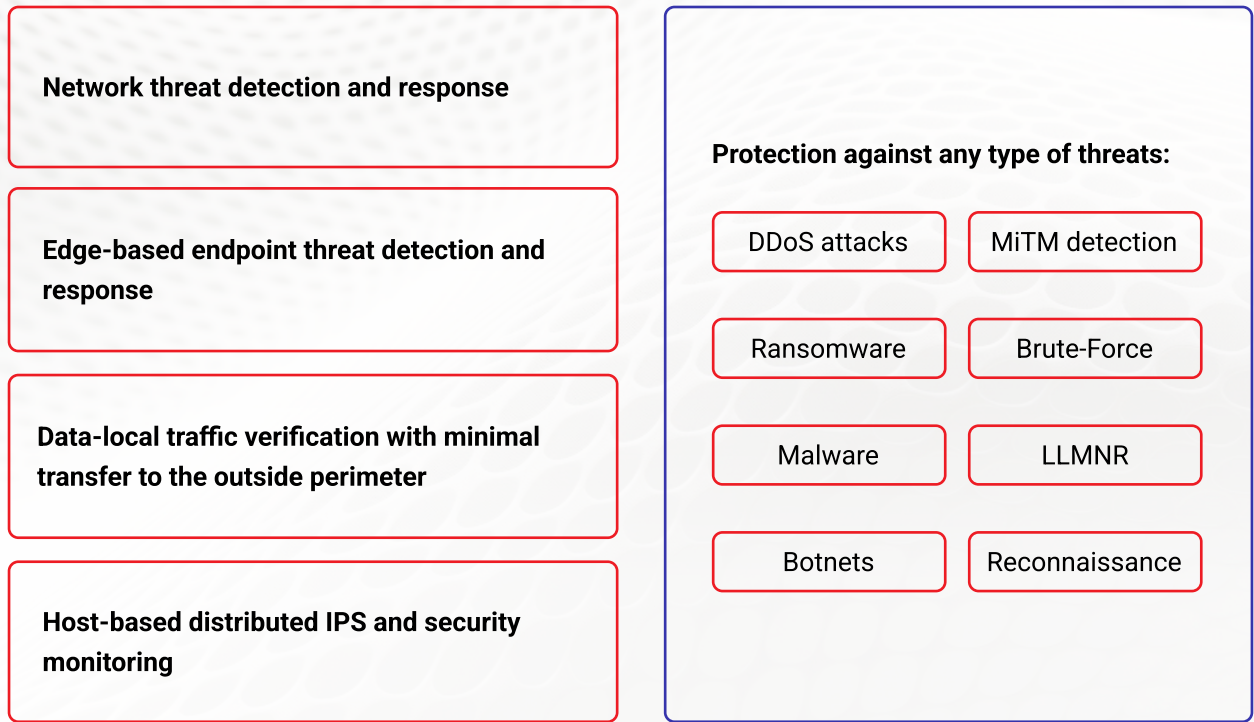 Network threat detection and response
Edge-based endpoint threat detection and
response
Data-local traffic verification with minimal
transfer to the outside perimeter
Host-based distributed IPS and security
monitoring
Protection against any type of threats:
DDoS attacks
MiTM detection
Ransomware
Brute-Force
Malware
LLMNR
Botnets
Reconnaissance